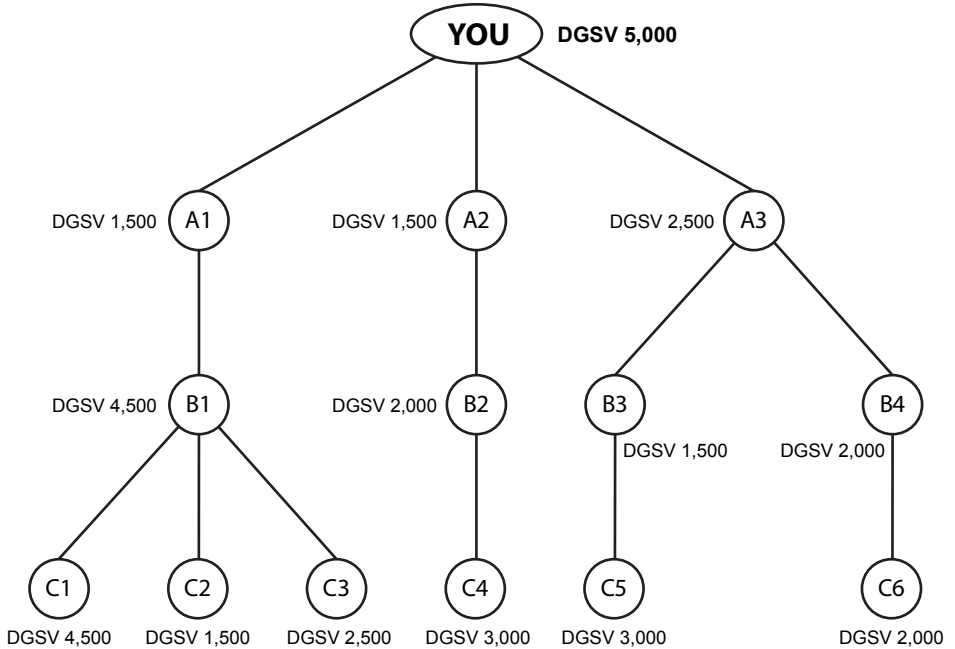 YOU
DGSV 5,000
DGSV 1,500
A1
DGSV 1,500
A2
DGSV 2,500
A3
DGSV 4,500
B1
DGSV 2,000
B2
B3
B4
DGSV 1,500
DGSV 2,000
C1
C2
C3
C4
C5
C6
DGSV 4,500
DGSV 1,500
DGSV 2,500
DGSV 3,000
DGSV 3,000
DGSV 2,000